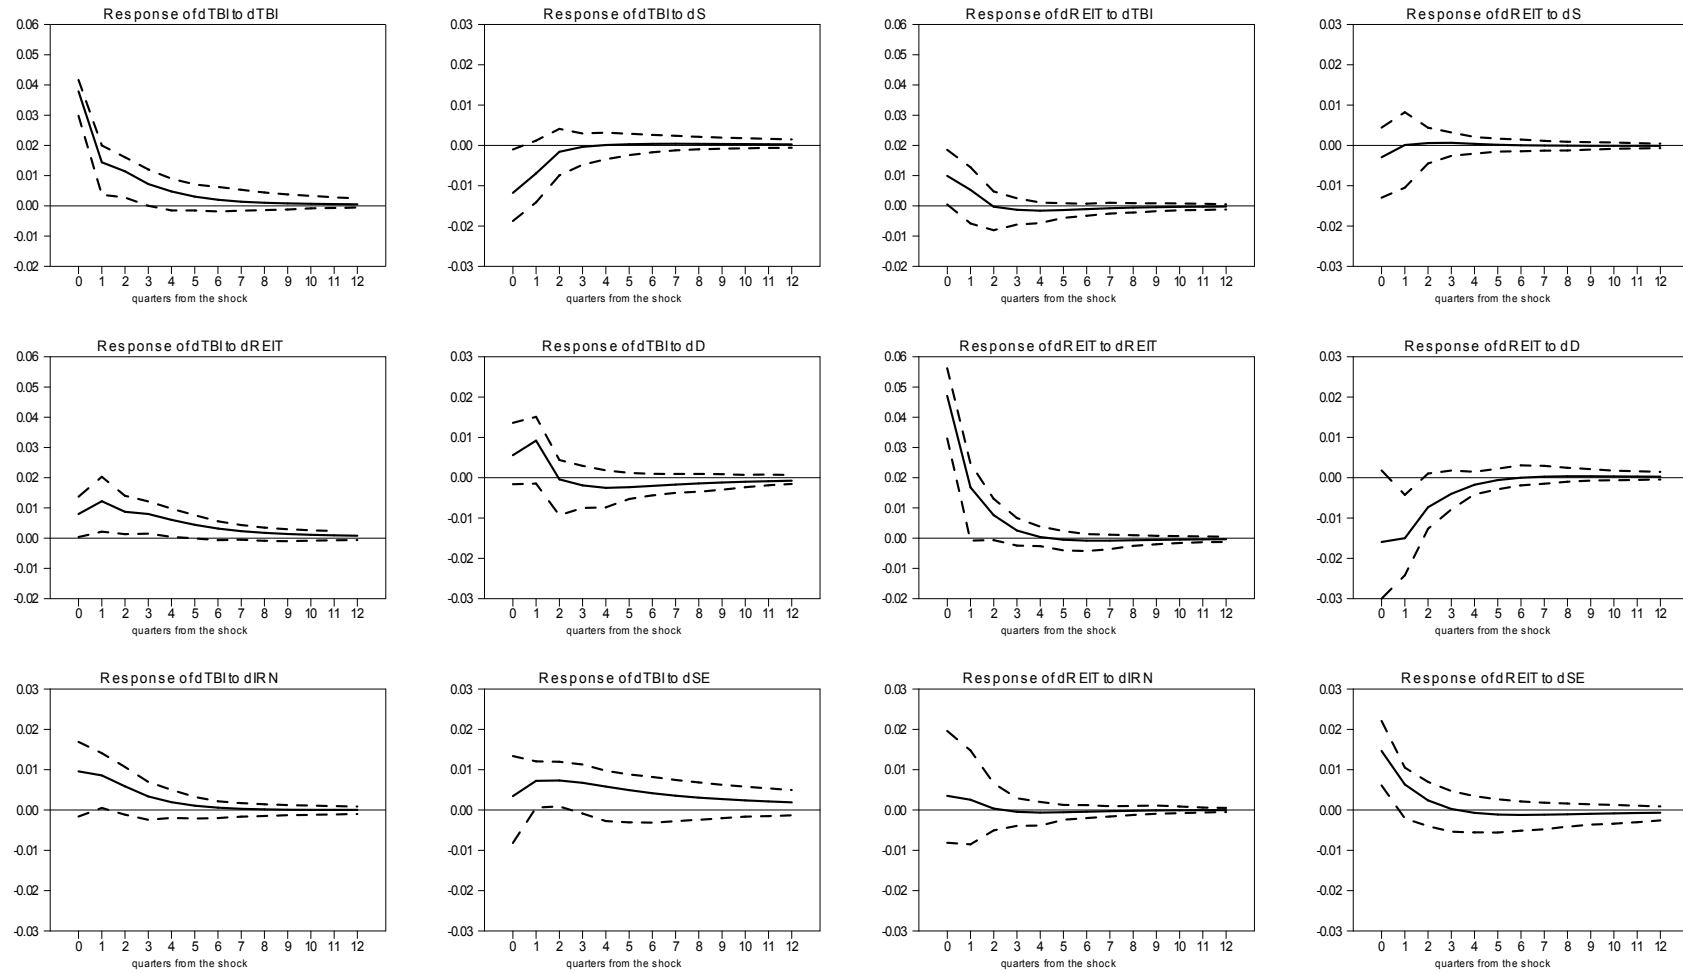 Response of dTBI to dTBI
0.06
0.05
0.04
0.03
0.02
0.01
0.00
-0.01
-0.02
0 1 2 3 4 5 6 7 8 9 10 11 12
quarters from the shock
Response of dTBI to dS
0.03
0.02
0.01
0.00
-0.01
-0.02
-0.03
0 1 2 3 4 5 6 7 8 9 10 11 12
quarters from the shock
Response of dREIT to dTBI
0.06
0.05
0.04
0.03
0.02
0.01
0.00
-0.01
-0.02
0 1 2 3 4 5 6 7 8 9 10 11 12
quarters from the shock
Response of dREIT to dS
0.03
0.02
0.01
0.00
-0.01
-0.02
-0.03
0 1 2 3 4 5 6 7 8 9 10 11 12
quarters from the shock
Response of dTBI to dREIT
0.06
0.05
0.04
0.03
0.02
0.01
0.00
-0.01
-0.02
0 1 2 3 4 5 6 7 8 9 10 11 12
quarters from the shock
Response of dTBI to dD
0.03
0.02
0.01
0.00
-0.01
-0.02
-0.03
0 1 2 3 4 5 6 7 8 9 10 11 12
quarters from the shock
Response of dREIT to dREIT
0.06
0.05
0.04
0.03
0.02
0.01
0.00
-0.01
-0.02
0 1 2 3 4 5 6 7 8 9 10 11 12
quarters from the shock
Response of dREIT to dD
0.03
0.02
0.01
0.00
-0.01
-0.02
-0.03
0 1 2 3 4 5 6 7 8 9 10 11 12
quarters from the shock
Response of dTBI to dIRN
0.03
0.02
0.01
0.00
-0.01
-0.02
-0.03
0 1 2 3 4 5 6 7 8 9 10 11 12
quarters from the shock
Response of dTBI to dSE
0.03
0.02
0.01
0.00
-0.01
-0.02
-0.03
0 1 2 3 4 5 6 7 8 9 10 11 12
quarters from the shock
Response of dREIT to dIRN
0.03
0.02
0.01
0.00
-0.01
-0.02
-0.03
0 1 2 3 4 5 6 7 8 9 10 11 12
quarters from the shock
Response of dREIT to dSE
0.03
0.02
0.01
0.00
-0.01
-0.02
-0.03
0 1 2 3 4 5 6 7 8 9 10 11 12
quarters from the shock